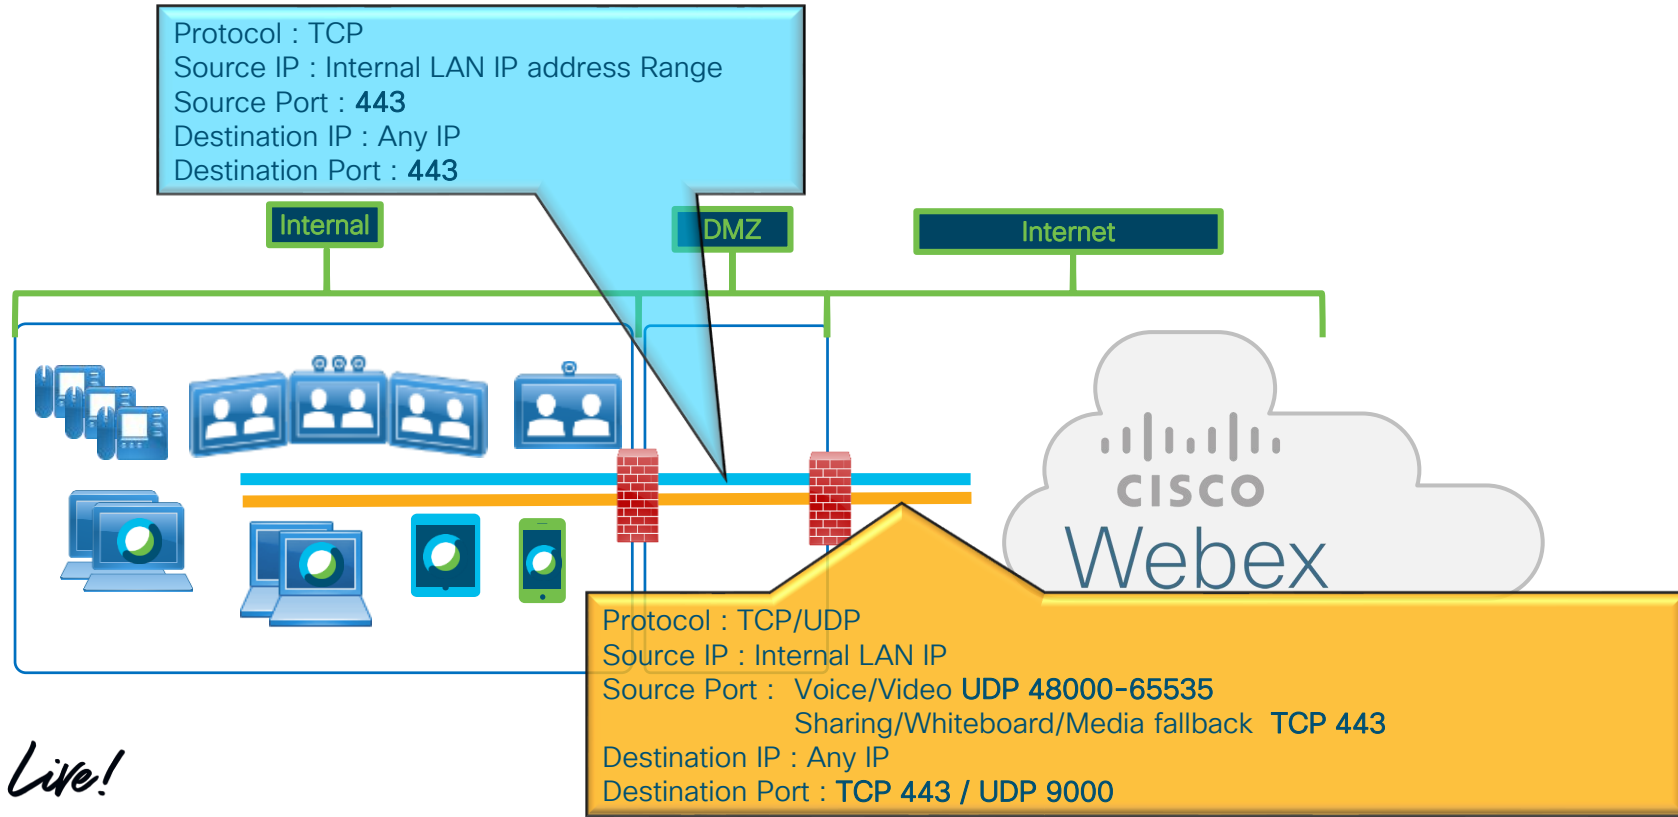 Protocol : TCP
Source IP : Internal LAN IP address Range
Source Port : 443
Destination IP : Any IP
Destination Port : 443
Internal
DMZ
Internet
CISCO
Webex
Protocol : TCP/UDP
Source IP : Internal LAN IP
Source Port : Voice/Video UDP 48000-65535
Sharing/Whiteboard/Media fallback TCP 443
Destination IP : Any IP
Destination Port : TCP 443 / UDP 9000
Live!